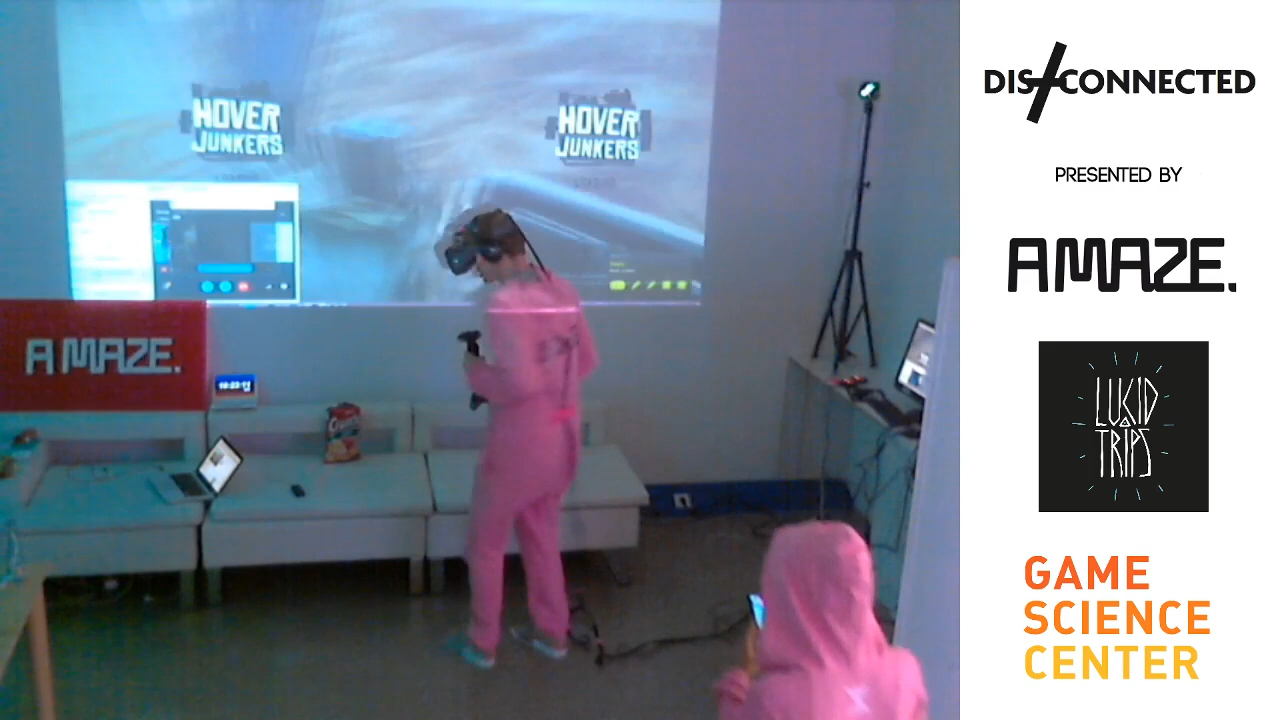 HOVER
JUNKERS
HOVER
JUNKERS
A MAZE.
DIS/CONNECTED
PRESENTED BY
A MAZE.
LUCID
TRIPS
GAME
SCIENCE
CENTER